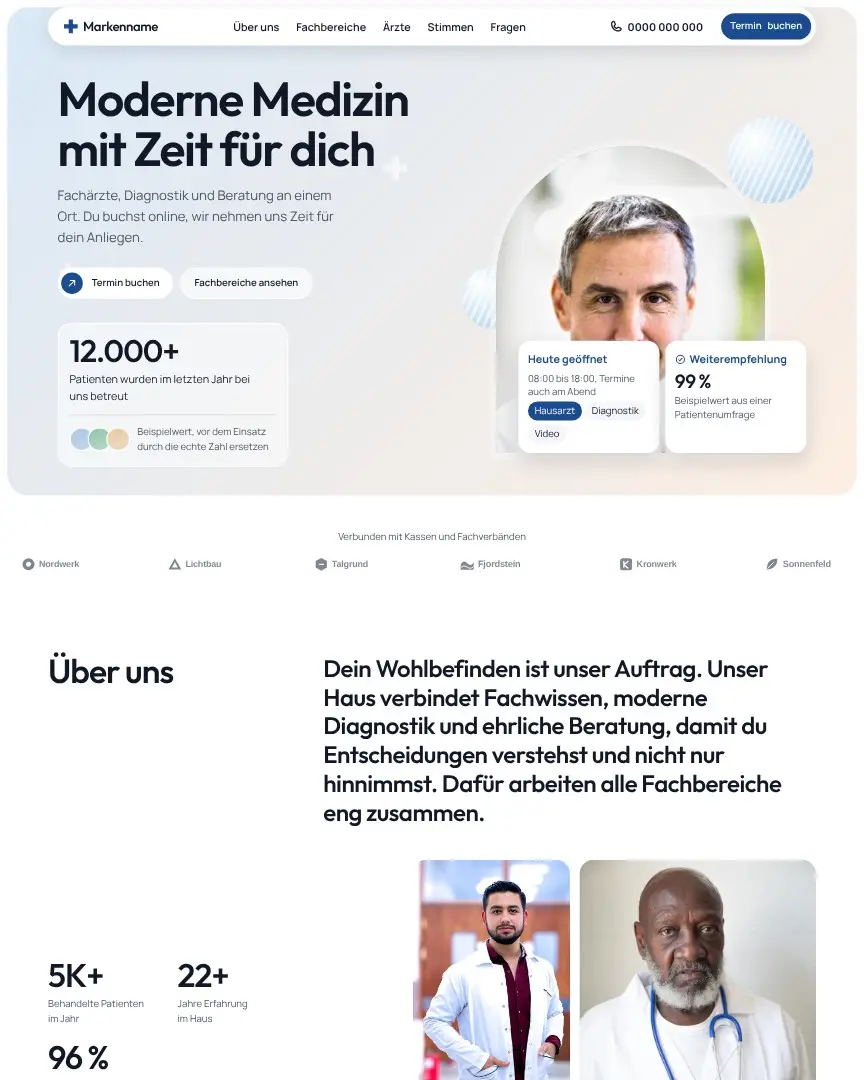 Markenname
Über uns
Fachbereiche
Ärzte
Stimmen
Fragen
0000 000 000
Termin buchen
Moderne Medizin
mit Zeit für dich
Fachärzte, Diagnostik und Beratung an einem
Ort. Du buchst online, wir nehmen uns Zeit für
dein Anliegen.
Termin buchen
Fachbereiche ansehen
12.000+
Patienten wurden im letzten Jahr bei
uns betreut
Beispielwert, vor dem Einsatz
durch die echte Zahl ersetzen
Heute geöffnet
08:00 bis 18:00, Termine
auch am Abend
Hausarzt
Diagnostik
Video
Weiterempfehlung
99 %
Beispielwert aus einer
Patientenumfrage
Verbunden mit Kassen und Fachverbänden
Nordwerk
Lichtbau
Talgrund
Fjordstein
Kronwerk
Sonnenfeld
Über uns
Dein Wohlbefinden ist unser Auftrag. Unser
Haus verbindet Fachwissen, moderne
Diagnostik und ehrliche Beratung, damit du
Entscheidungen verstehst und nicht nur
hinnimmst. Dafür arbeiten alle Fachbereiche
eng zusammen.
5K+
Behandelte Patienten
im Jahr
22+
Jahre Erfahrung
im Haus
96 %